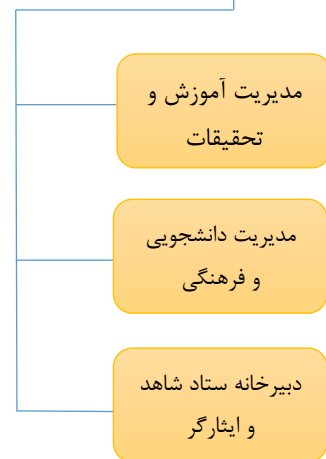 مدیریت آموزش و
تحقیقات
مدیریت دانشجویی
و فرهنگی
دبیرخانه ستاد شاهد
و ایثارگر